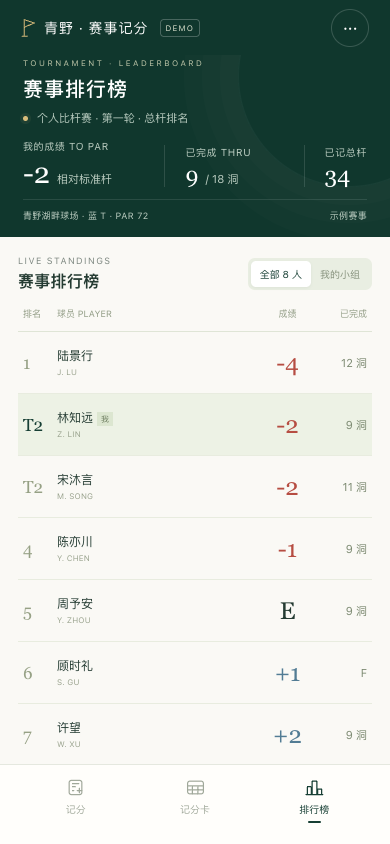 青野 · 赛事记分 DEMO
TOURNAMENT · LEADERBOARD
赛事排行榜
个人比杆赛 · 第一轮 · 总杆排名
我的成绩 TO PAR
已完成 THRU
已记总杆
-2 相对标准杆
9 / 18 洞
34
青野湖畔球场 · 蓝 T · PAR 72
示例赛事
LIVE STANDINGS
赛事排行榜
全部 8 人
我的小组
排名 球员 PLAYER 成绩 已完成
1 陆景行 -4 12 洞
J. LU
T2 林知远 我 -2 9 洞
Z. LIN
T2 宋沐言 -2 11 洞
M. SONG
4 陈亦川 -1 9 洞
Y. CHEN
5 周予安 E 9 洞
Y. ZHOU
6 顾时礼 +1 F
S. GU
7 许望 +2 9 洞
W. XU
记分 记分卡 排行榜